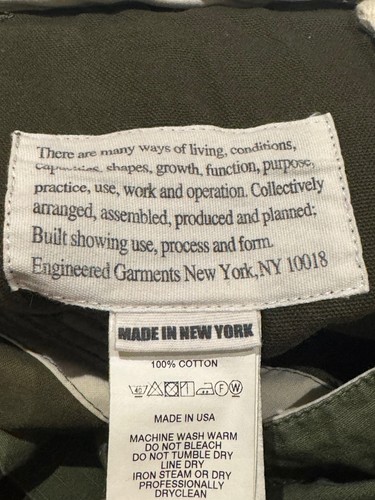 There are many ways of living, conditions,
capacities, shapes, growth, function, purpose,
practice, use, work and operation. Collectively
arranged, assembled, produced and planned;
Built showing use, process and form.
Engineered Garments New York,NY 10018
MADE IN NEW YORK
100% COTTON
MADE IN USA
MACHINE WASH WARM
DO NOT BLEACH
DO NOT TUMBLE DRY
LINE DRY
IRON STEAM OR DRY
PROFESSIONALLY
DRYCLEAN